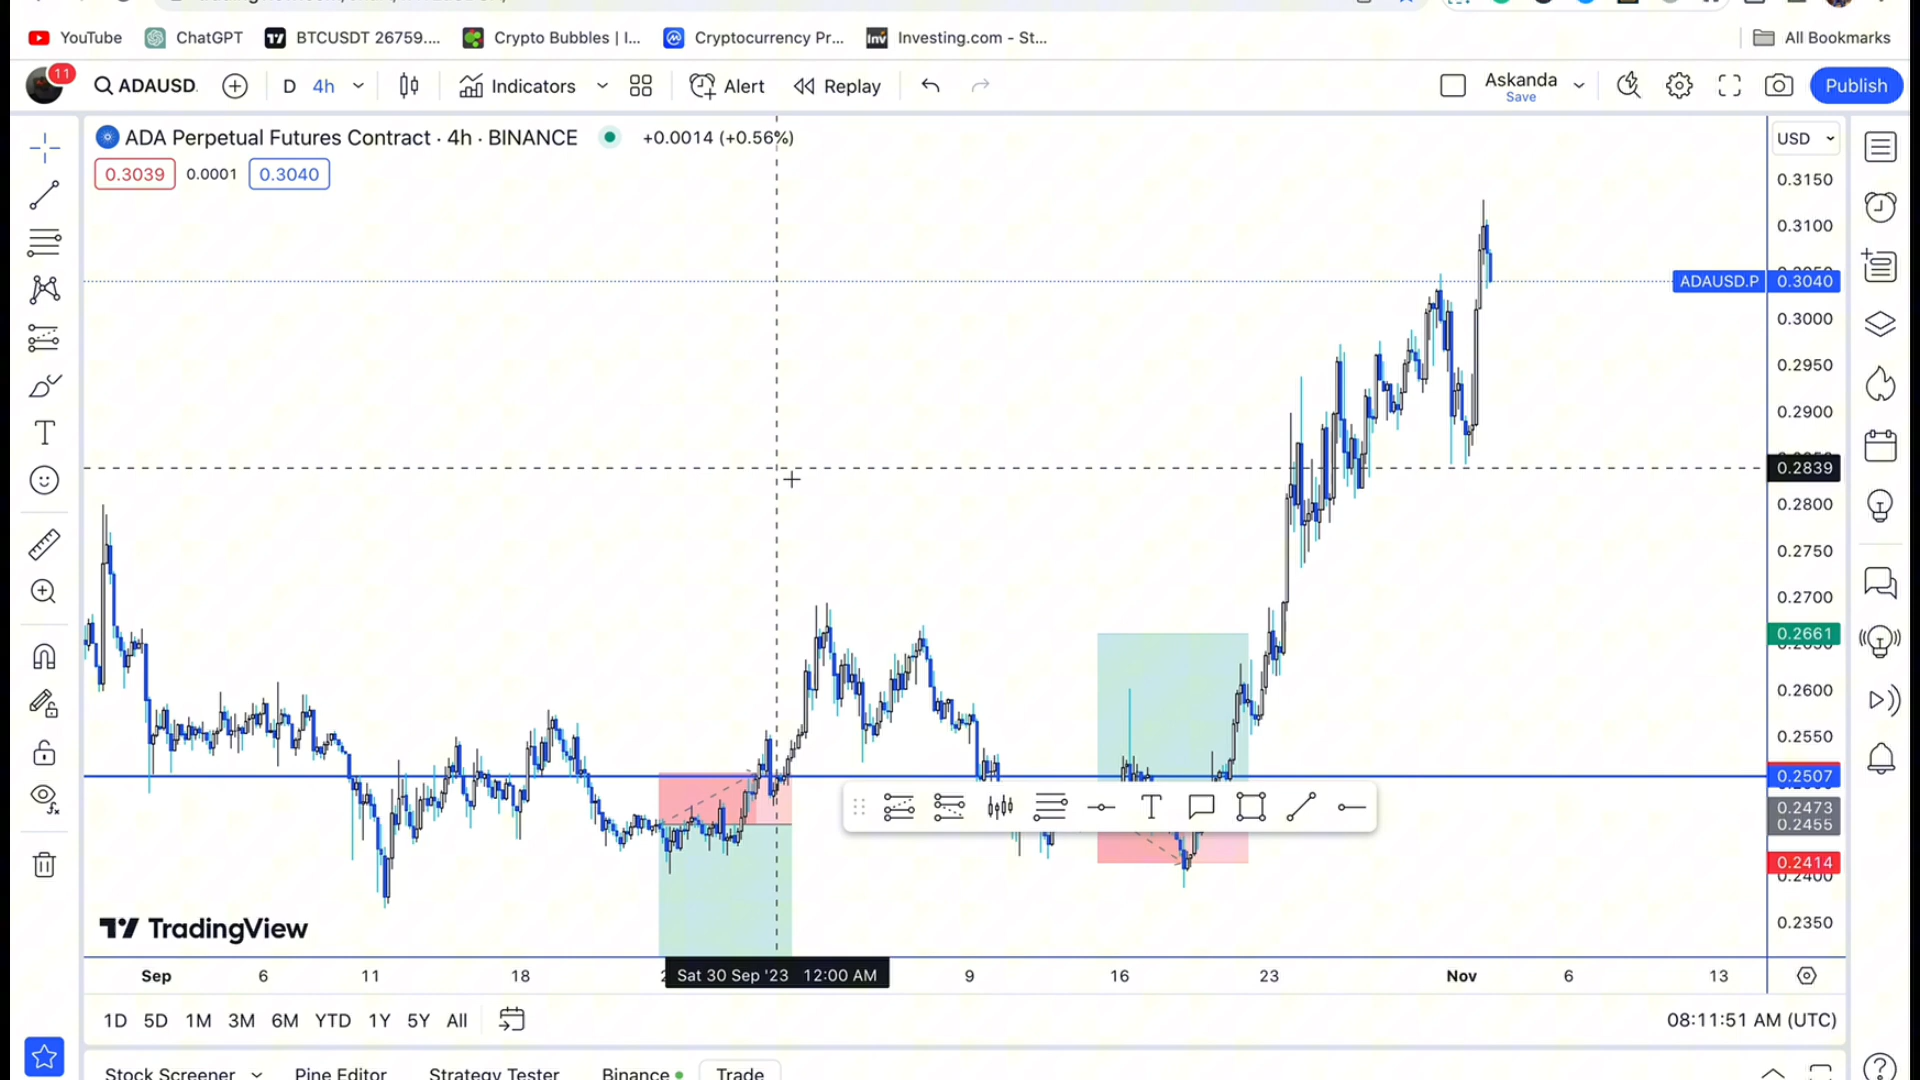 YouTube ChatGPT BTCUSDT 26759.... Crypto Bubbles | I... Cryptocurrency Pr... Investing.com - St... All Bookmarks
11 ADAUSD. D 4h Indicators Alert Replay Askanda Save Publish
ADA Perpetual Futures Contract · 4h · BINANCE +0.0014 (+0.56%) USD
0.3039 0.0001 0.3040
0.3150
0.3100
ADAUSD.P 0.3040
0.3000
0.2950
0.2900
0.2839
0.2800
0.2750
0.2700
0.2661
0.2600
0.2550
0.2507
0.2473
0.2455
0.2414
0.2400
0.2350
TradingView
Sep 6 11 18 Sat 30 Sep '23 12:00 AM 9 16 23 Nov 6 13
1D 5D 1M 3M 6M YTD 1Y 5Y All 08:11:51 AM (UTC)
Stock Screener Pine Editor Strategy Tester Binance Trade